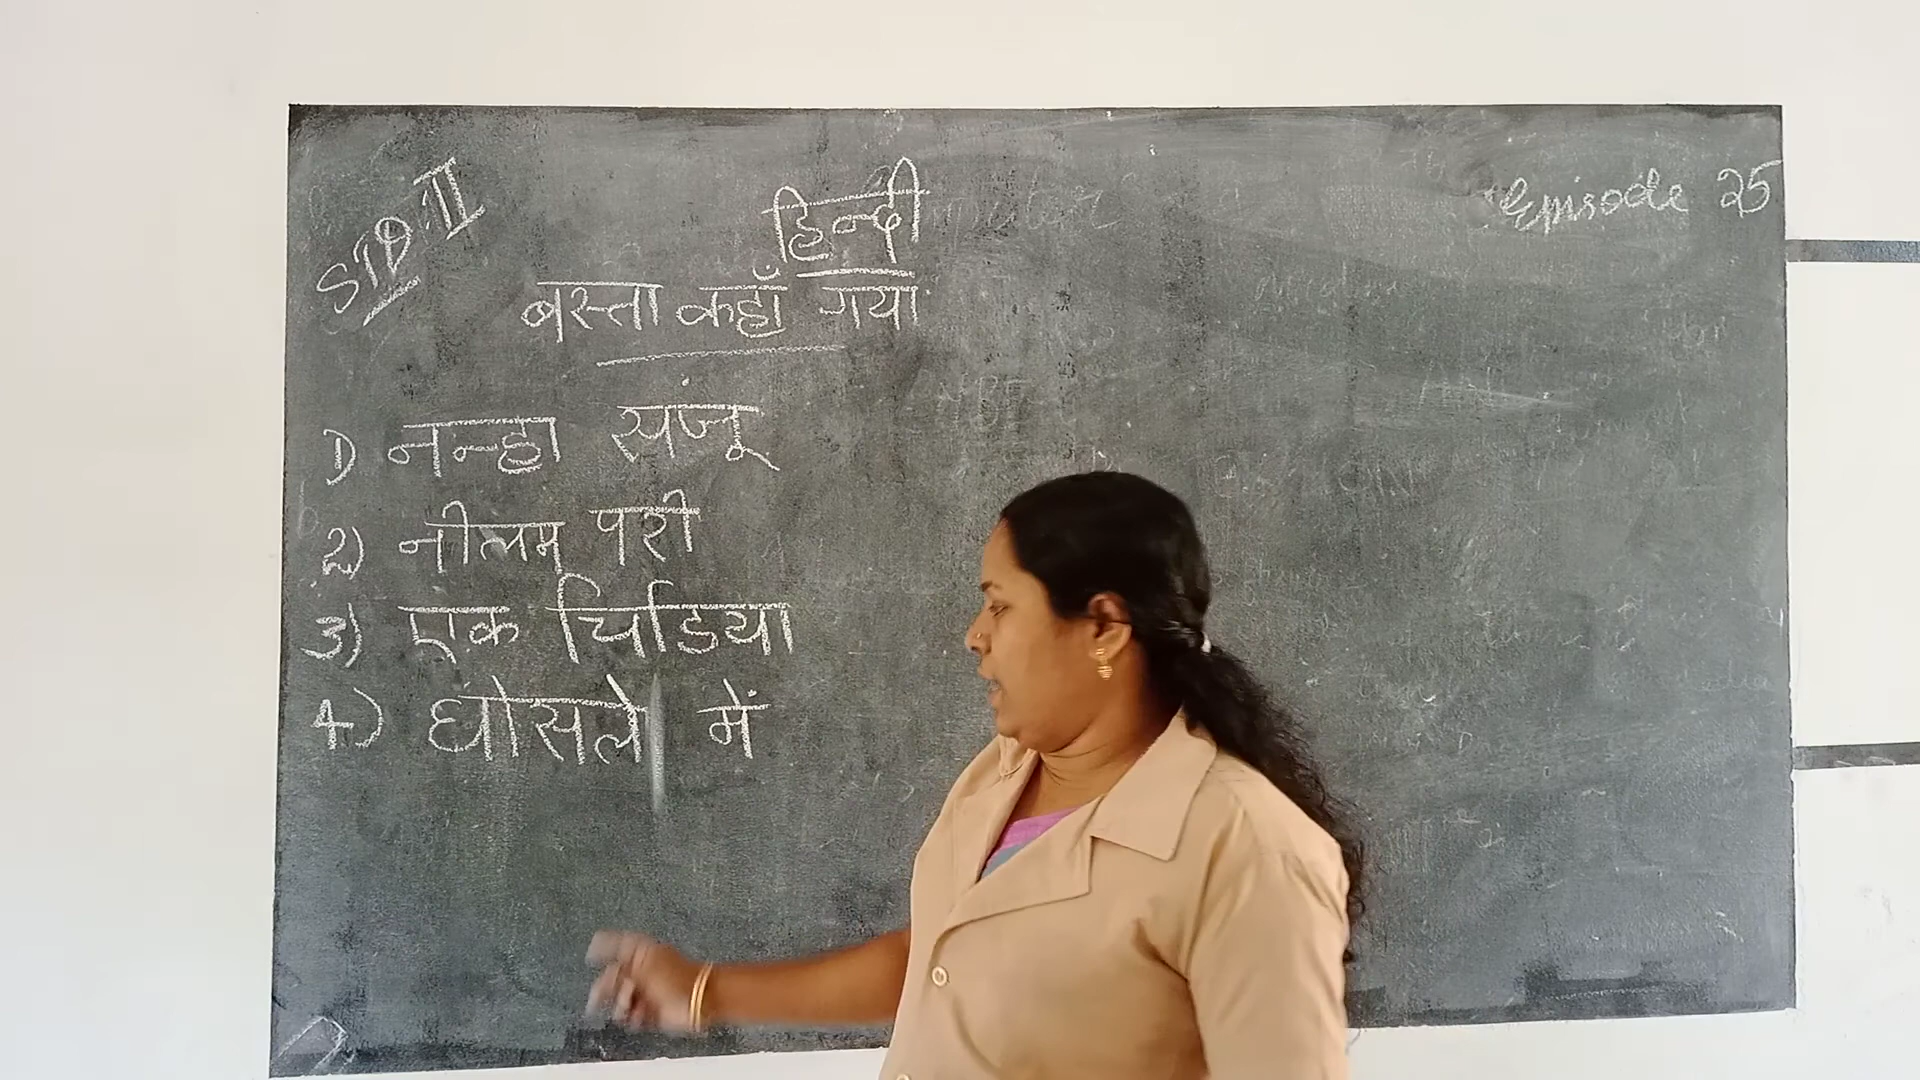 STD II
हिन्दी
Episode 25
बस्ता कहाँ गया
1) नन्हा संजू
2) नीलम परी
3) एक चिडिया
4) घोसले में